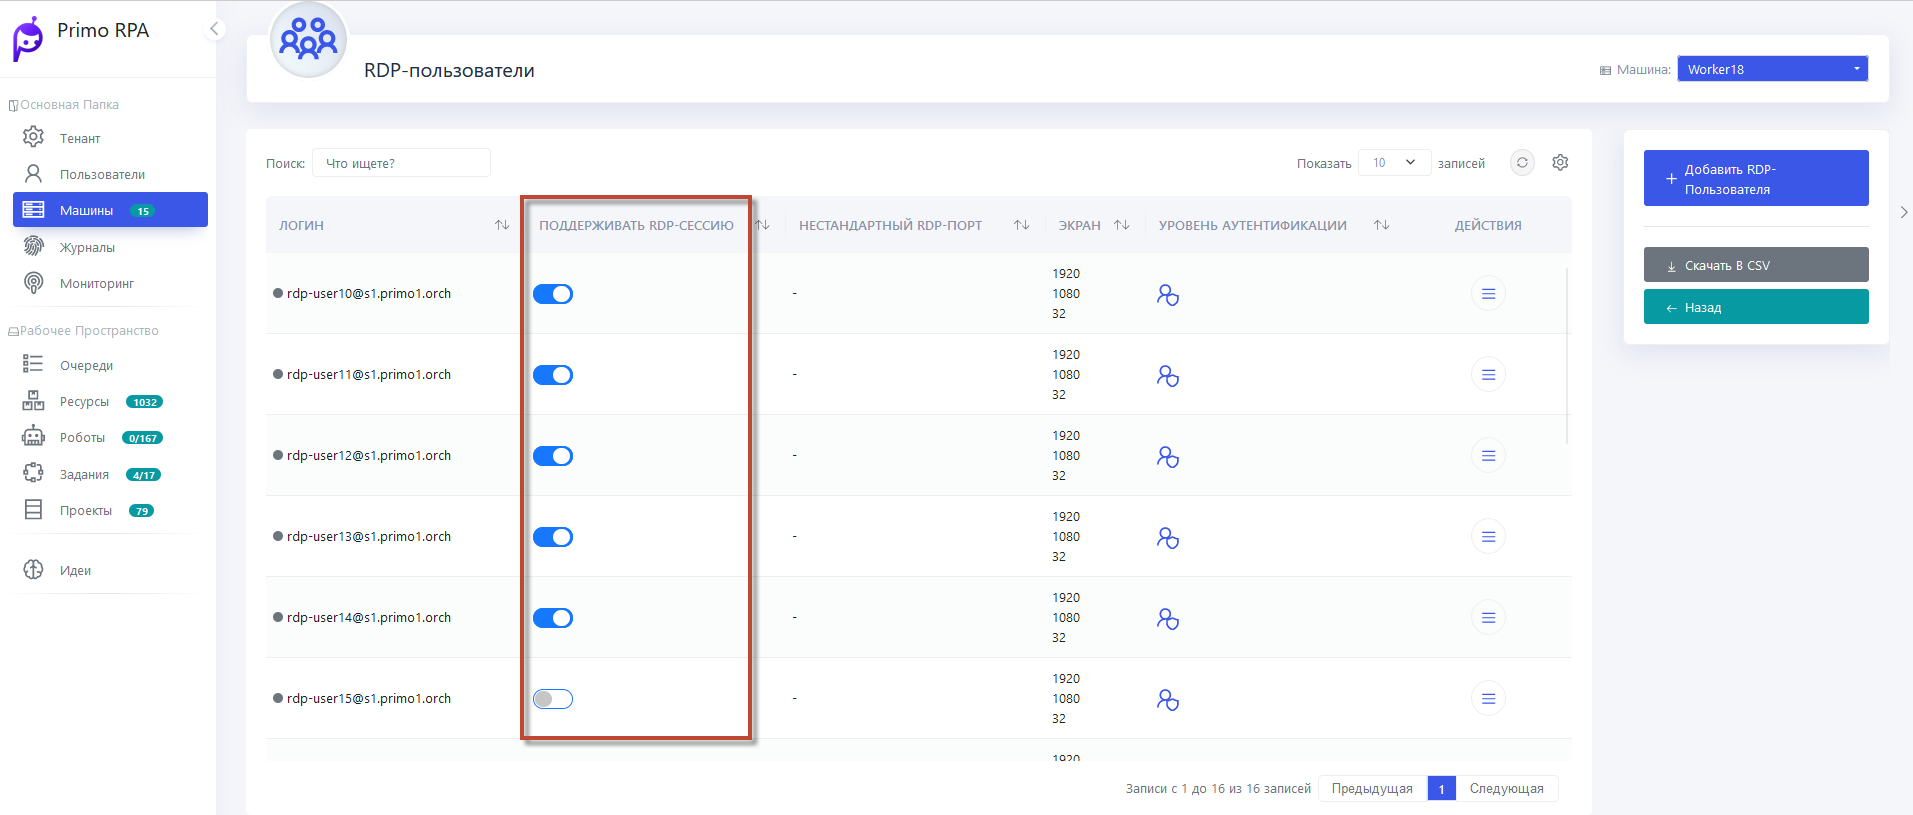 Primo RPA
Основная Папка
Тенант
Пользователи
Машины 15
Журналы
Мониторинг
Рабочее Пространство
Очереди
Ресурсы 1032
Роботы 0/167
Задания 4/17
Проекты 79
Идеи
RDP-пользователи
Машина: Worker18
Поиск: Что ищете?
Показать 10 записей
ЛОГИН ПОДДЕРЖИВАТЬ RDP-СЕССИЮ НЕСТАНДАРТНЫЙ RDP-ПОРТ ЭКРАН УРОВЕНЬ АУТЕНТИФИКАЦИИ ДЕЙСТВИЯ
rdp-user10@s1.primo1.orch -
1920
1080
32
rdp-user11@s1.primo1.orch -
1920
1080
32
rdp-user12@s1.primo1.orch -
1920
1080
32
rdp-user13@s1.primo1.orch -
1920
1080
32
rdp-user14@s1.primo1.orch -
1920
1080
32
rdp-user15@s1.primo1.orch -
1920
1080
32
1920
Записи с 1 до 16 из 16 записей Предыдущая 1 Следующая
Добавить RDP-
Пользователя
Скачать В CSV
Назад